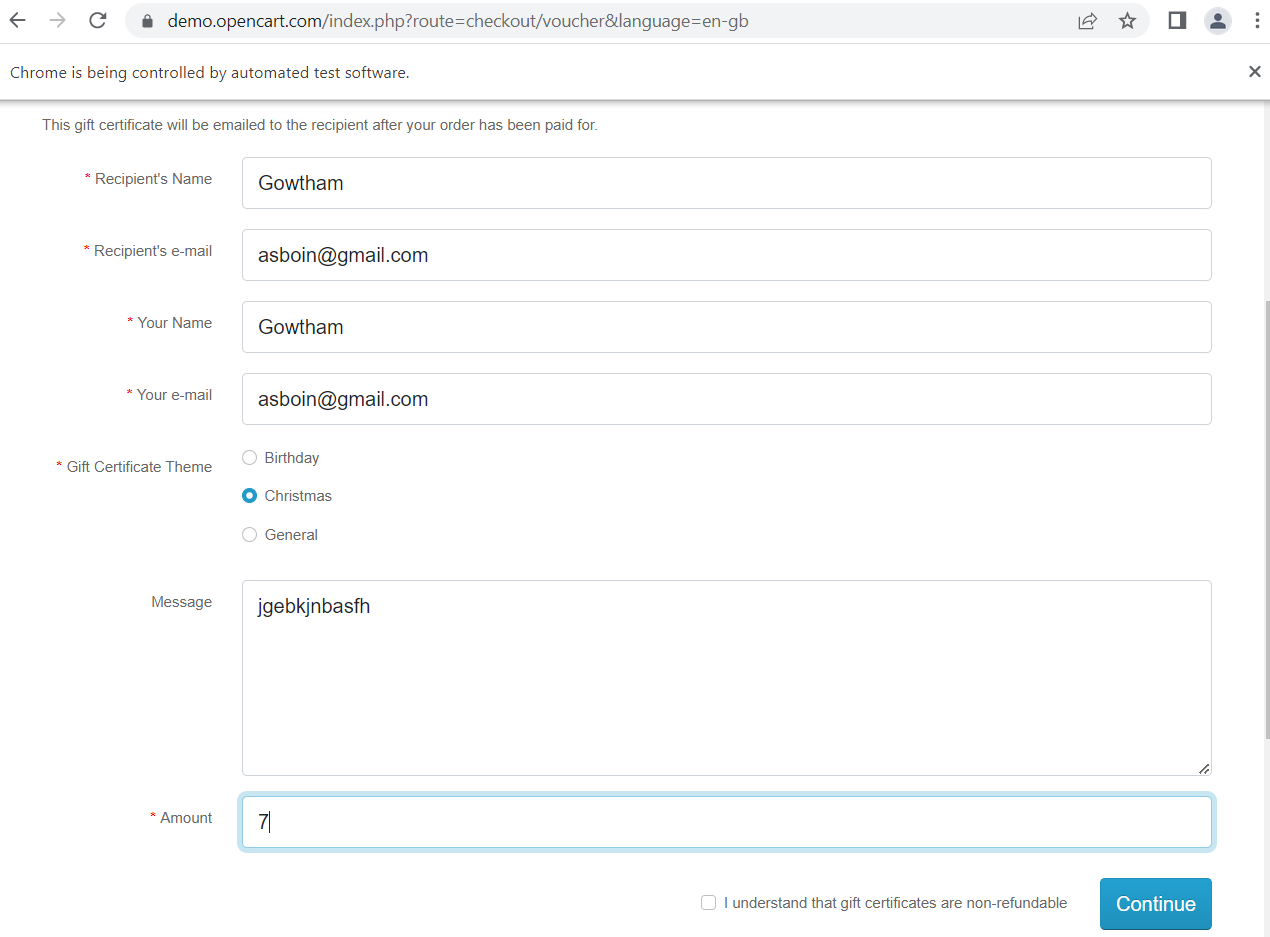 demo.opencart.com/index.php?route=checkout/voucher&language=en-gb
Chrome is being controlled by automated test software.
This gift certificate will be emailed to the recipient after your order has been paid for.
* Recipient's Name Gowtham
* Recipient's e-mail asboin@gmail.com
* Your Name Gowtham
* Your e-mail asboin@gmail.com
* Gift Certificate Theme Birthday
Christmas
General
Message jgebkjnbasfh
* Amount 7
I understand that gift certificates are non-refundable Continue